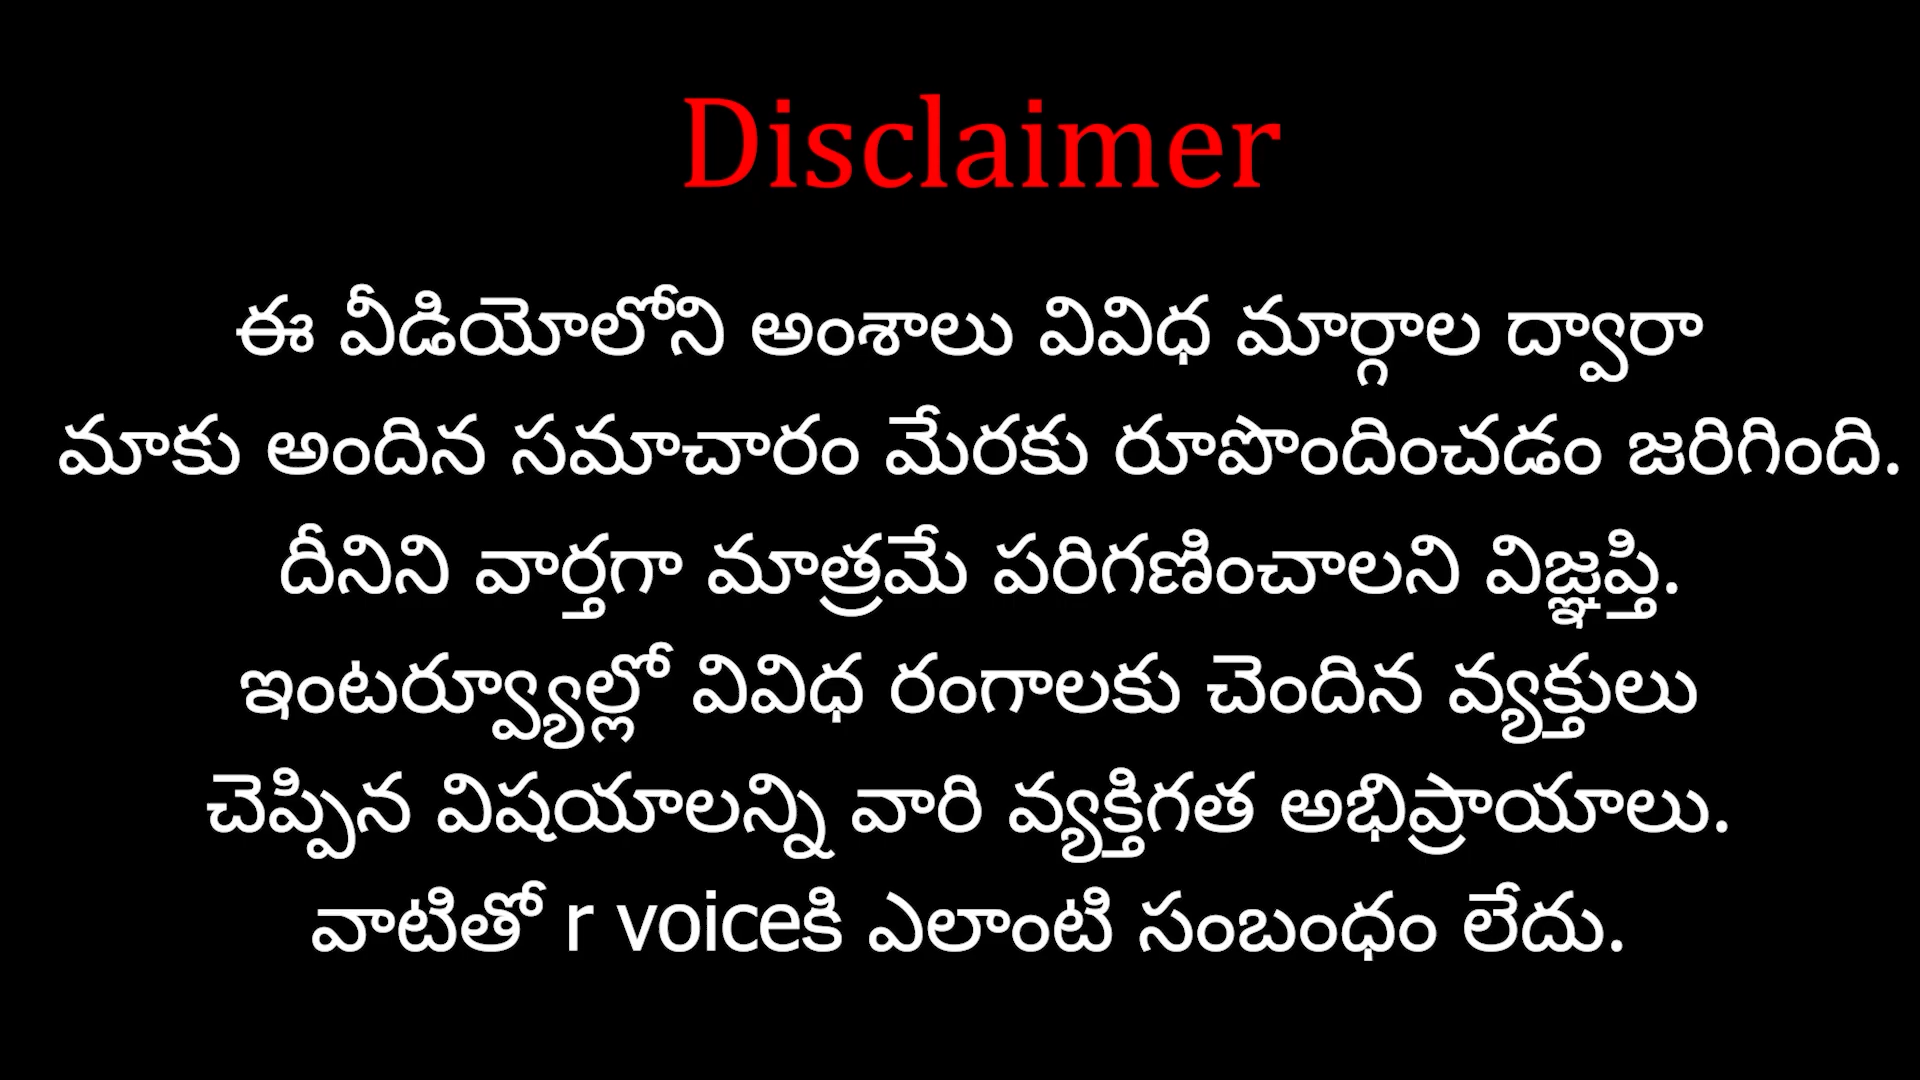 Disclaimer
ఈ వీడియోలోని అంశాలు వివిధ మార్గాల ద్వారా
మాకు అందిన సమాచారం మేరకు రూపొందించడం జరిగింది.
దీనిని వార్తగా మాత్రమే పరిగణించాలని విజ్ఞప్తి.
ఇంటర్వ్యూల్లో వివిధ రంగాలకు చెందిన వ్యక్తులు
చెప్పిన విషయాలన్ని వారి వ్యక్తిగత అభిప్రాయాలు.
వాటితో r voiceకి ఎలాంటి సంబంధం లేదు.